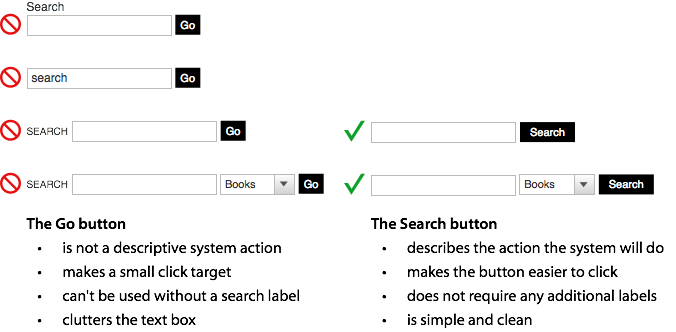 Search
Go
search Go
SEARCH Go Search
SEARCH Books Go Books Search
The Go button
• is not a descriptive system action
• makes a small click target
• can't be used without a search label
• clutters the text box
The Search button
• describes the action the system will do
• makes the button easier to click
• does not require any additional labels
• is simple and clean